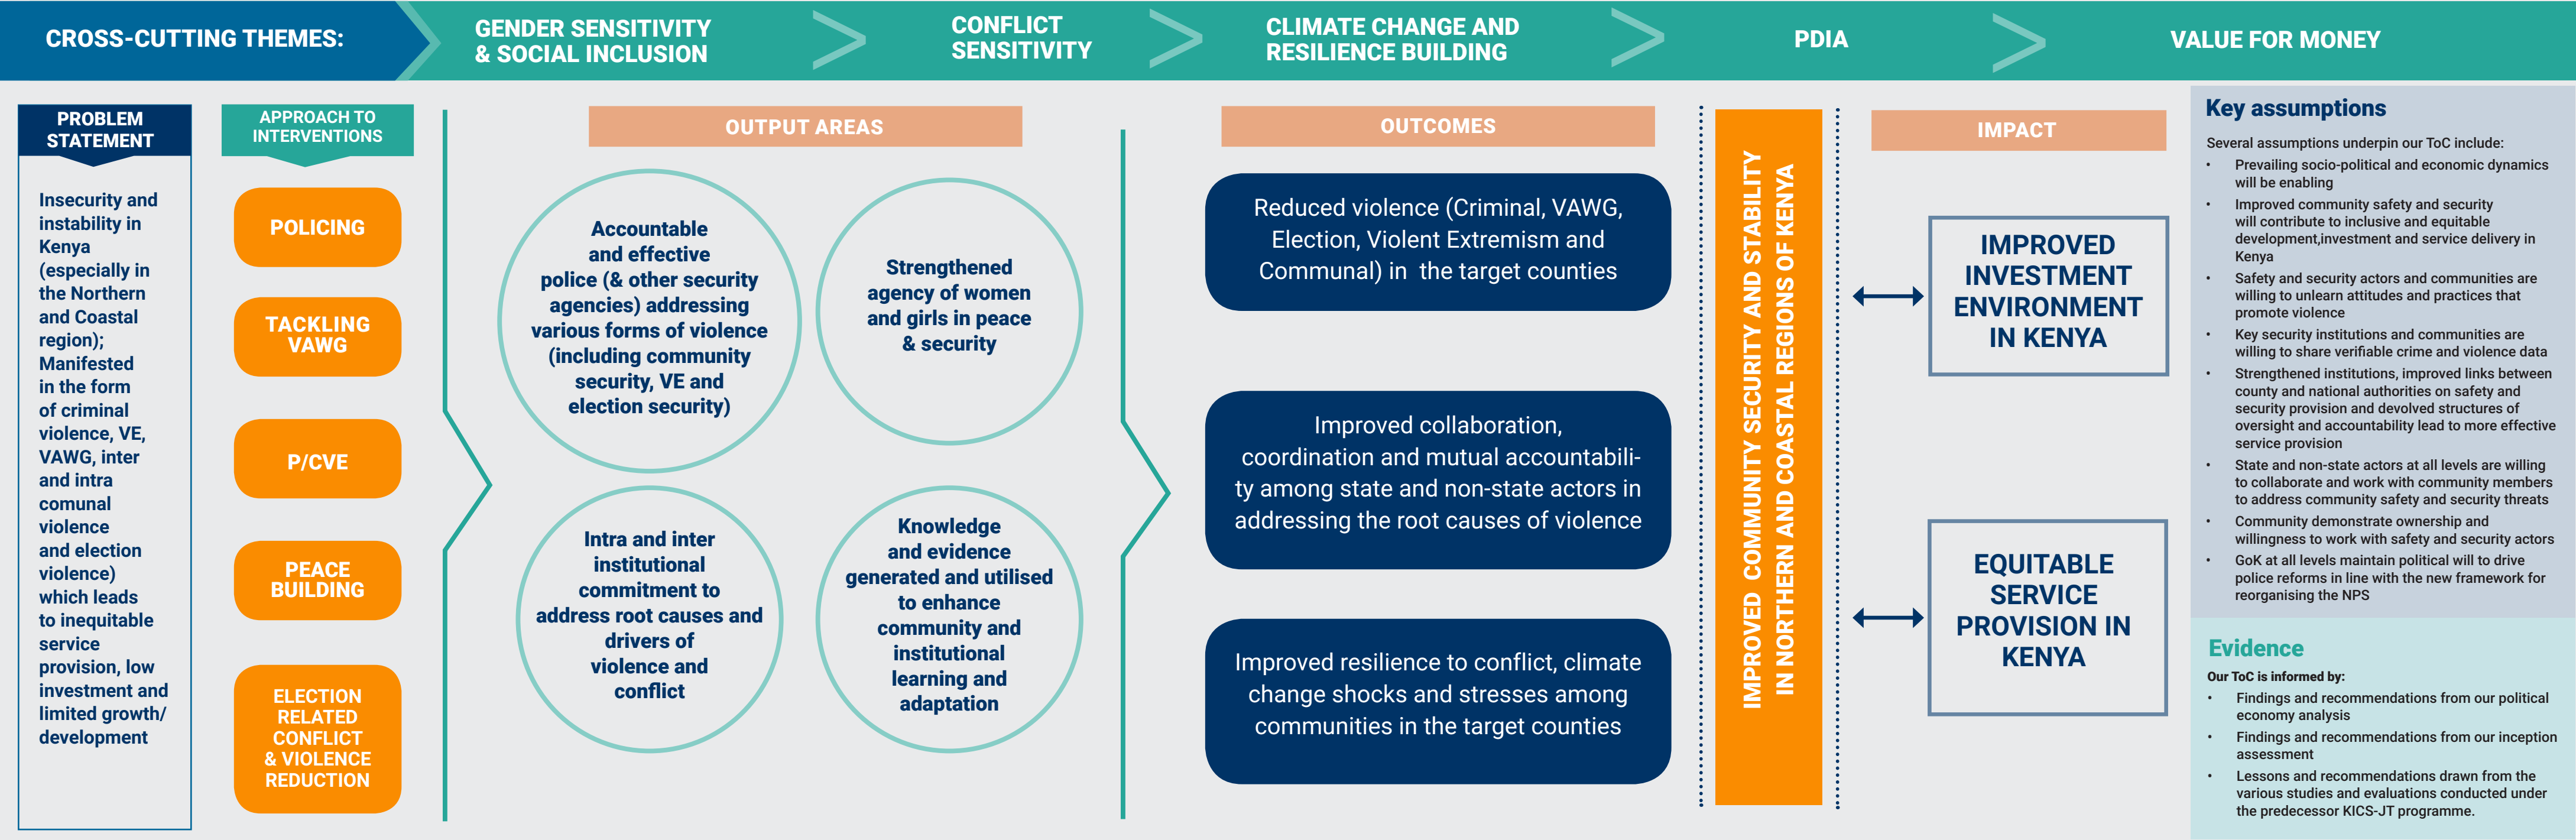 CROSS-CUTTING THEMES:
GENDER SENSITIVITY
& SOCIAL INCLUSION
CONFLICT
SENSITIVITY
CLIMATE CHANGE AND
RESILIENCE BUILDING
PDIA
VALUE FOR MONEY
PROBLEM
STATEMENT
Insecurity and
instability in
Kenya
(especially in
the Northern
and Coastal
region);
Manifested
in the form
of criminal
violence, VE,
VAWG, inter
and intra
comunal
violence
and election
violence)
which leads
to inequitable
service
provision, low
investment and
limited growth/
development
APPROACH TO
INTERVENTIONS
POLICING
TACKLING
VAWG
P/CVE
PEACE
BUILDING
ELECTION
RELATED
CONFLICT
& VIOLENCE
REDUCTION
OUTPUT AREAS
Accountable
and effective
police (& other security
agencies) addressing
various forms of violence
(including community
security, VE and
election security)
Strengthened
agency of women
and girls in peace
& security
Intra and inter
institutional
commitment to
address root causes and
drivers of
violence and
conflict
Knowledge
and evidence
generated and utilised
to enhance
community and
institutional
learning and
adaptation
OUTCOMES
Reduced violence (Criminal, VAWG,
Election, Violent Extremism and
Communal) in the target counties
Improved collaboration,
coordination and mutual accountabili-
ty among state and non-state actors in
addressing the root causes of violence
Improved resilience to conflict, climate
change shocks and stresses among
communities in the target counties
IMPROVED COMMUNITY SECURITY AND STABILITY
IN NORTHERN AND COASTAL REGIONS OF KENYA
IMPACT
IMPROVED
INVESTMENT
ENVIRONMENT
IN KENYA
EQUITABLE
SERVICE
PROVISION IN
KENYA
Key assumptions
Several assumptions underpin our ToC include:
• Prevailing socio-political and economic dynamics
will be enabling
• Improved community safety and security
will contribute to inclusive and equitable
development,investment and service delivery in
Kenya
• Safety and security actors and communities are
willing to unlearn attitudes and practices that
promote violence
• Key security institutions and communities are
willing to share verifiable crime and violence data
• Strengthened institutions, improved links between
county and national authorities on safety and
security provision and devolved structures of
oversight and accountability lead to more effective
service provision
• State and non-state actors at all levels are willing
to collaborate and work with community members
to address community safety and security threats
• Community demonstrate ownership and
willingness to work with safety and security actors
• GoK at all levels maintain political will to drive
police reforms in line with the new framework for
reorganising the NPS
Evidence
Our ToC is informed by:
• Findings and recommendations from our political
economy analysis
• Findings and recommendations from our inception
assessment
• Lessons and recommendations drawn from the
various studies and evaluations conducted under
the predecessor KICS-JT programme.